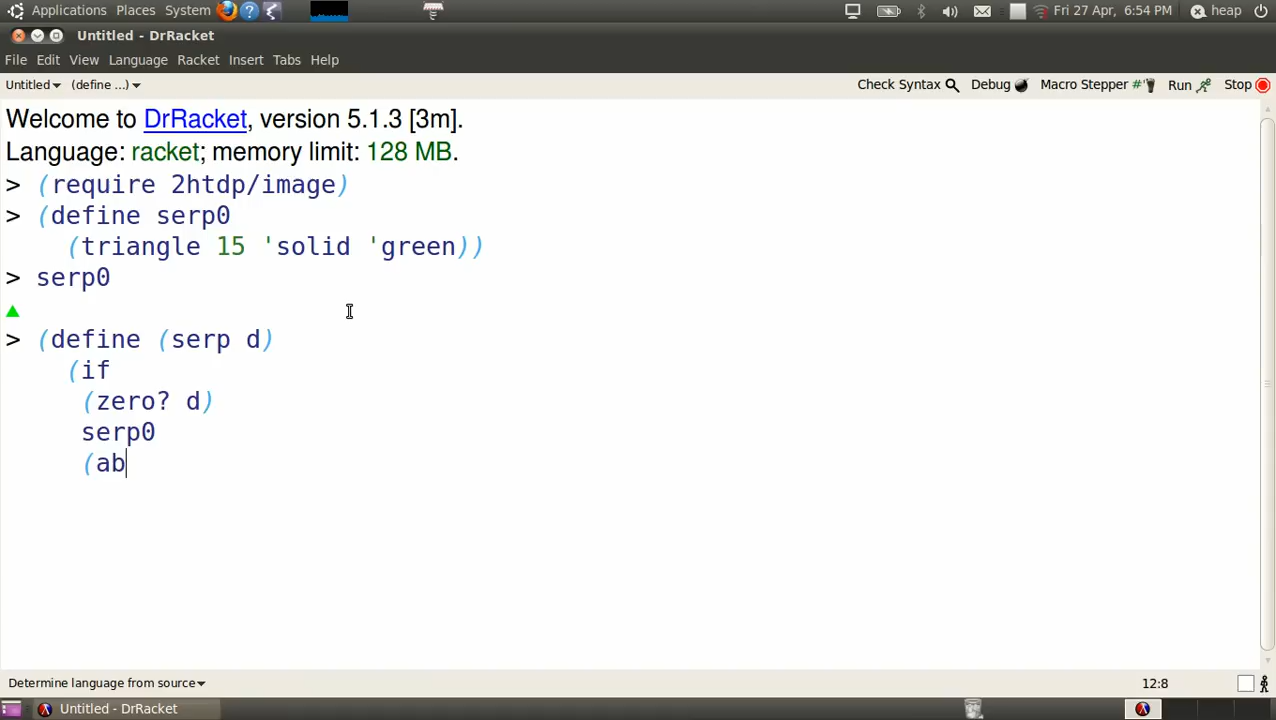 Applications Places System Fri 27 Apr, 6:54 PM heap
Untitled - DrRacket
File Edit View Language Racket Insert Tabs Help
Untitled (define ...) Check Syntax Debug Macro Stepper Run Stop
Welcome to DrRacket, version 5.1.3 [3m].
Language: racket; memory limit: 128 MB.
> (require 2htdp/image)
> (define serp0
(triangle 15 'solid 'green))
> serp0
> (define (serp d)
(if
(zero? d)
serp0
(ab
Determine language from source 12:8
Untitled - DrRacket